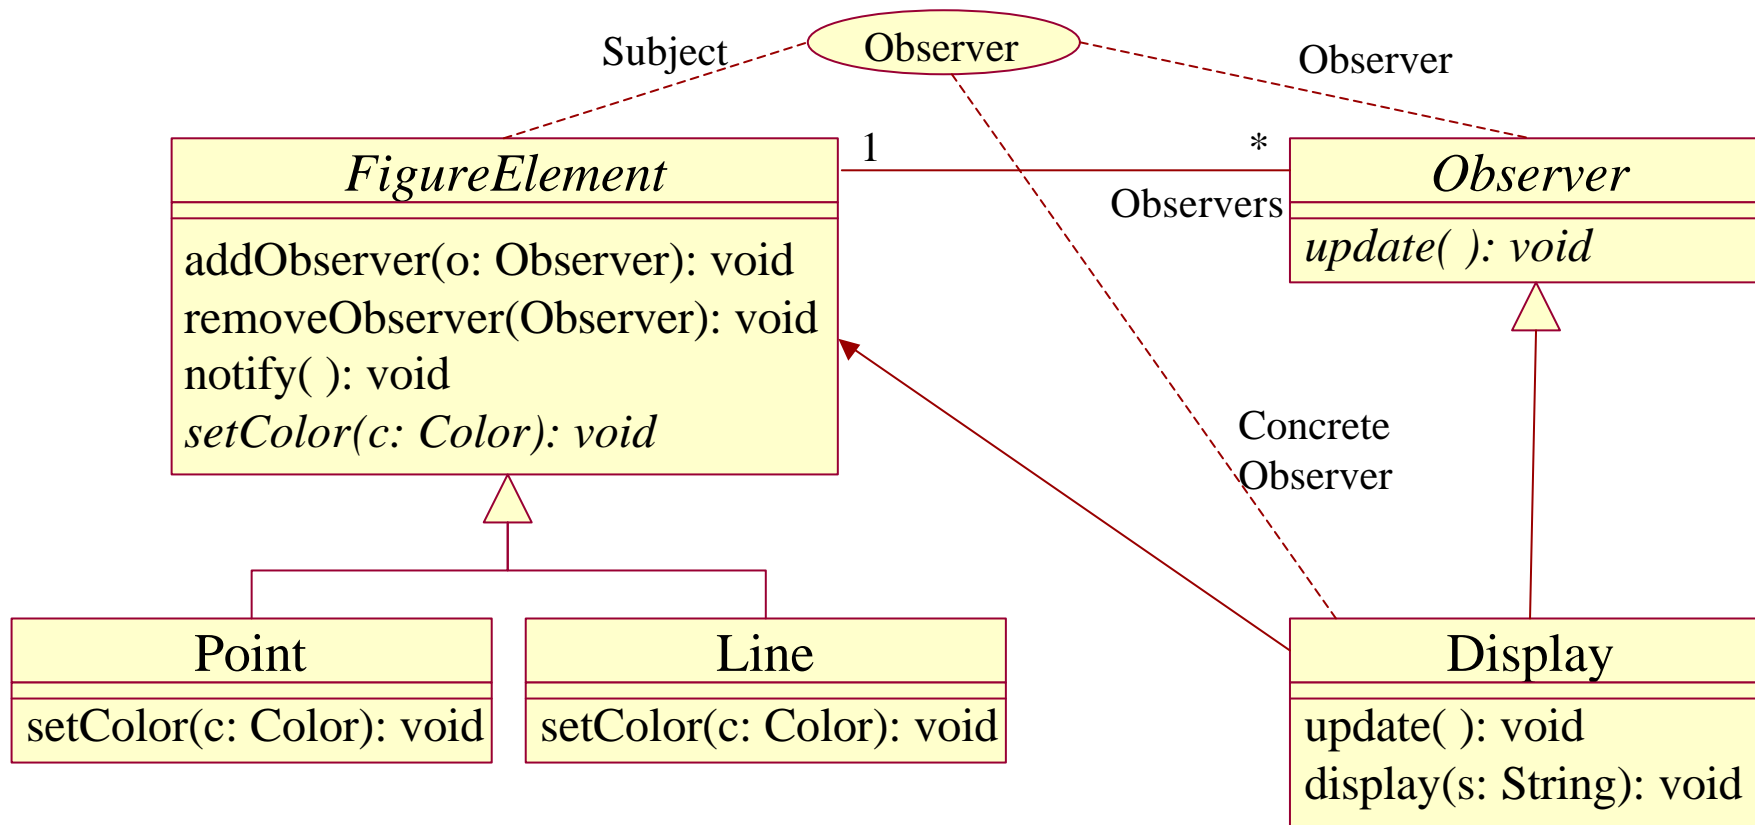 Observer
Subject
Observer
FigureElement
addObserver(o: Observer): void
removeObserver(Observer): void
notify( ): void
setColor(c: Color): void
1
*
Observers
Observer
update( ): void
Concrete
Observer
Point
setColor(c: Color): void
Line
setColor(c: Color): void
Display
update( ): void
display(s: String): void